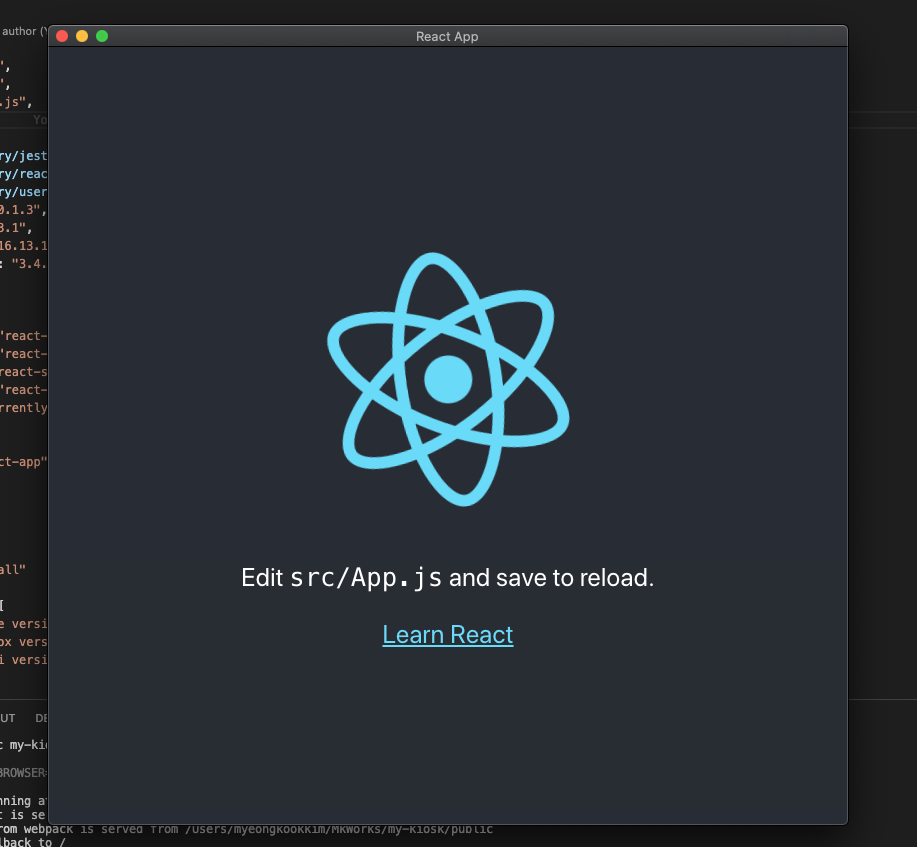 author (Y
React App
",
",
.js",
Yo
ry/jest
ry/reac
ry/user
0.1.3",
3.1",
16.13.1
: "3.4.
"react-
"react-
react-s
"react-
rrently
ct-app"
all"
[
e versi
ox vers
i versi
Edit src/App.js and save to reload.
Learn React
UT DE
c my-kio
BROWSER=
nning at
t is se
rom webpack is served from /Users/myeongkookkim/MKWorks/my-kiosk/public
lback to /